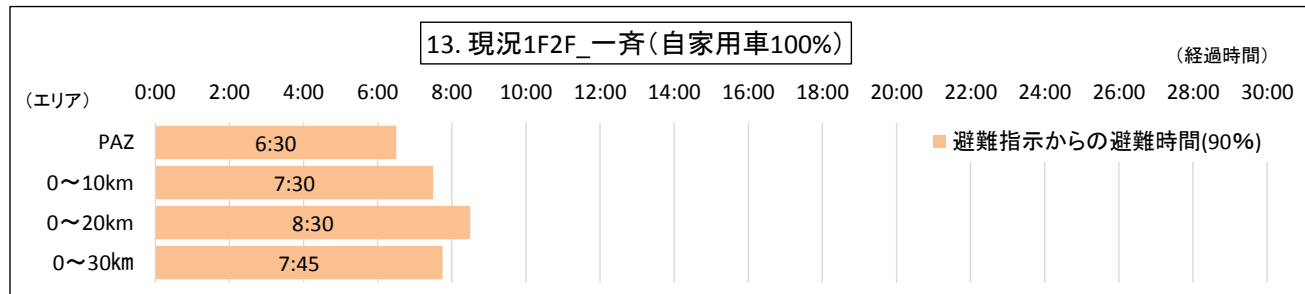 13. 現況1F2F_一斉(自家用車100%)
（経過時間）
（エリア） 0:00 2:00 4:00 6:00 8:00 10:00 12:00 14:00 16:00 18:00 20:00 22:00 24:00 26:00 28:00 30:00
PAZ 6:30 避難指示からの避難時間(90%)
0～10km 7:30
0～20km 8:30
0～30㎞ 7:45